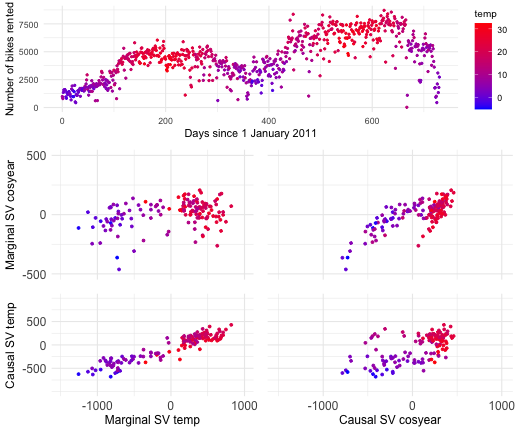 Number of bikes rented
7500
5000
2500
0
0 200 400 600
Days since 1 January 2011
temp
30
20
10
0
Marginal SV cosyear
500
0
-500
Causal SV temp
500
0
-500
-1000 0 1000
Marginal SV temp
-1000 0 1000
Causal SV cosyear